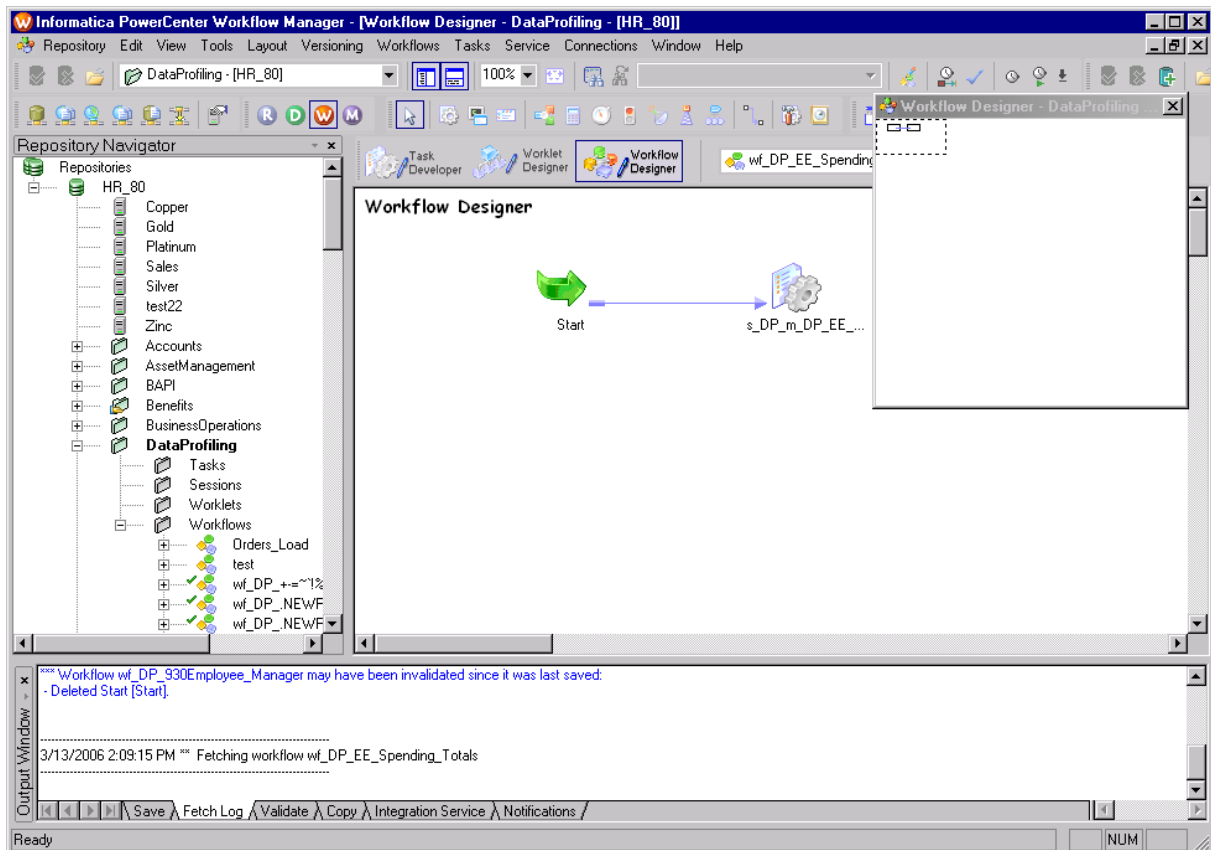 Informatica PowerCenter Workflow Manager - [Workflow Designer - DataProfiling - [HR_80]]
Repository Edit View Tools Layout Versioning Workflows Tasks Service Connections Window Help
DataProfiling - [HR_80]
100%
R D W M
Workflow Designer - DataProfiling ...
Repository Navigator
Task Developer
Worklet Designer
Workflow Designer
wf_DP_EE_Spending
Repositories
HR_80
Copper
Gold
Platinum
Sales
Silver
test22
Zinc
Accounts
AssetManagement
BAPI
Benefits
BusinessOperations
DataProfiling
Tasks
Sessions
Worklets
Workflows
Orders_Load
test
wf_DP_+-=~`!%
wf_DP_.NEWF
wf_DP_.NEWF
Workflow Designer
Start
s_DP_m_DP_EE_...
Output Window
*** Workflow wf_DP_930Employee_Manager may have been invalidated since it was last saved:
- Deleted Start [Start].
3/13/2006 2:09:15 PM ** Fetching workflow wf_DP_EE_Spending_Totals
Save Fetch Log Validate Copy Integration Service Notifications
Ready
NUM